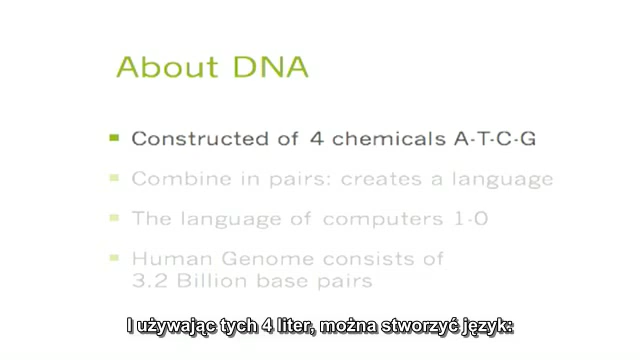 About DNA
Constructed of 4 chemicals A-T-C-G
Combine in pairs: creates a language
The language of computers 1-0
Human Genome consists of
3.2 Billion base pairs
I używając tych 4 liter, można stworzyć język: